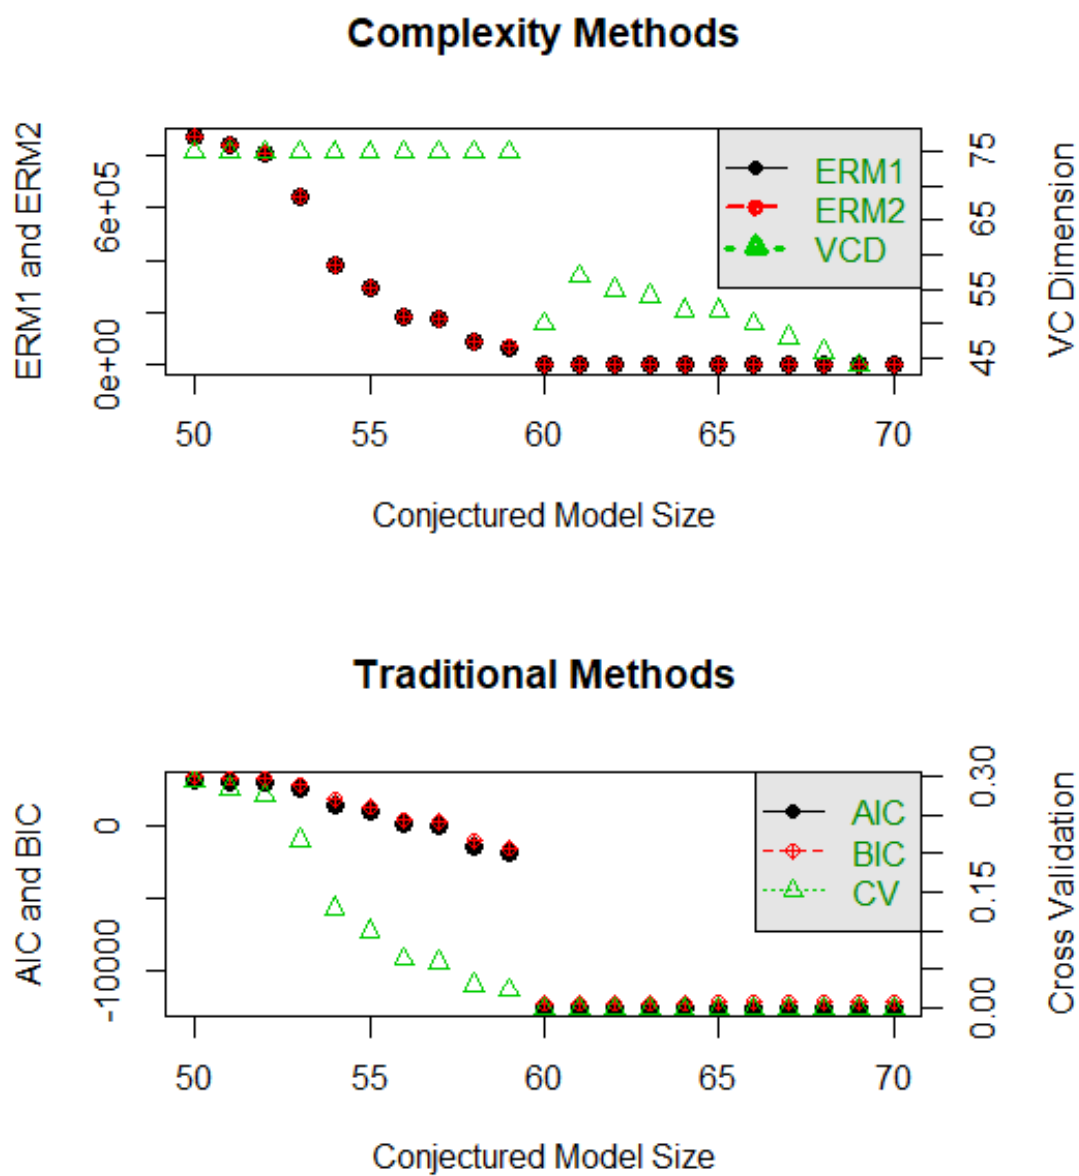 Complexity Methods
ERM1 and ERM2
0e+00
6e+05
ERM1
ERM2
VCD
45
55
65
75
VC Dimension
50
55
60
65
70
Conjectured Model Size
Traditional Methods
AIC and BIC
-10000
0
AIC
BIC
CV
0.00
0.15
0.30
Cross Validation
50
55
60
65
70
Conjectured Model Size